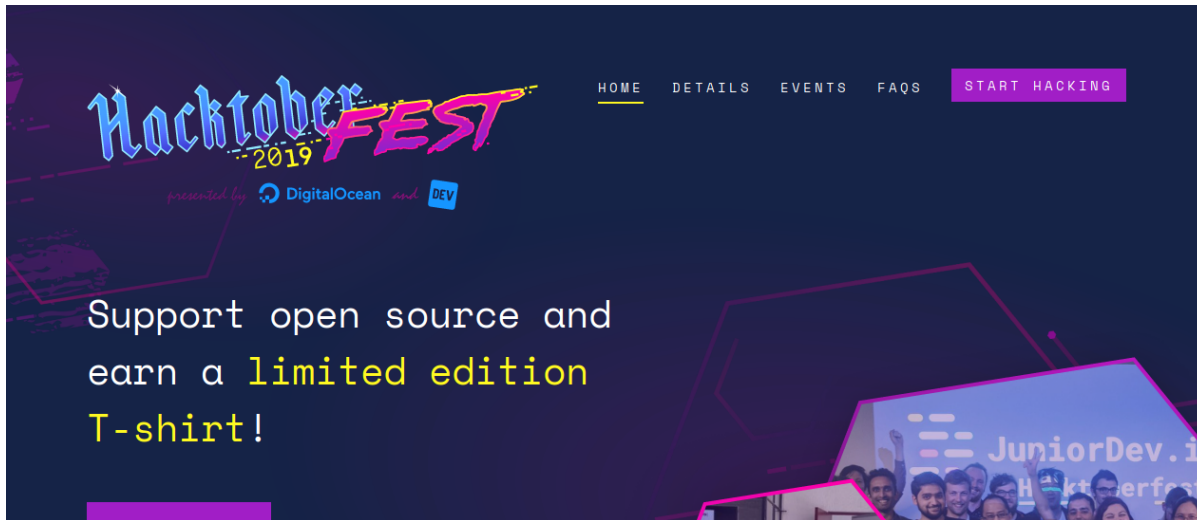 Hacktober FEST
2019
presented by DigitalOcean and DEV
HOME DETAILS EVENTS FAQS START HACKING
Support open source and
earn a limited edition
T-shirt!
JuniorDev.i